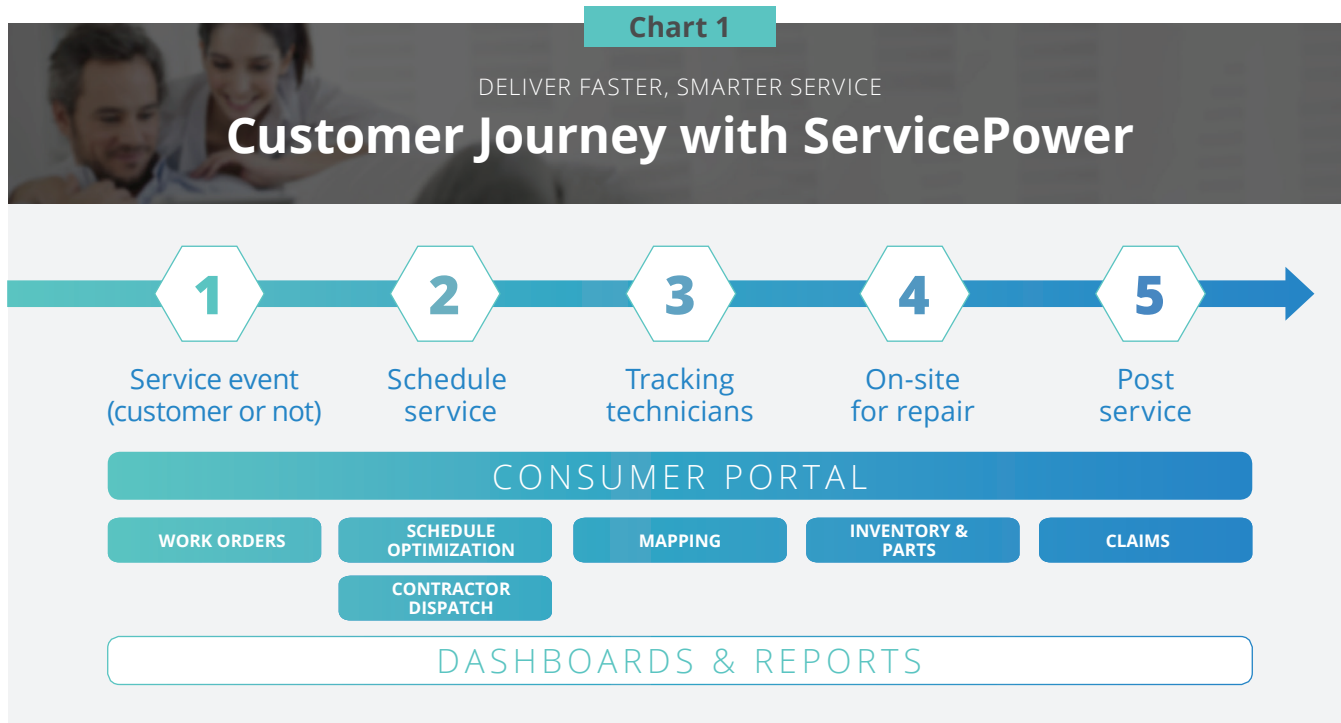 Chart 1
DELIVER FASTER, SMARTER SERVICE
Customer Journey with ServicePower
1
2
3
4
5
Service event
(customer or not)
Schedule
service
Tracking
technicians
On-site
for repair
Post
service
CONSUMER PORTAL
WORK ORDERS
SCHEDULE
OPTIMIZATION
MAPPING
INVENTORY &
PARTS
CLAIMS
CONTRACTOR
DISPATCH
DASHBOARDS & REPORTS